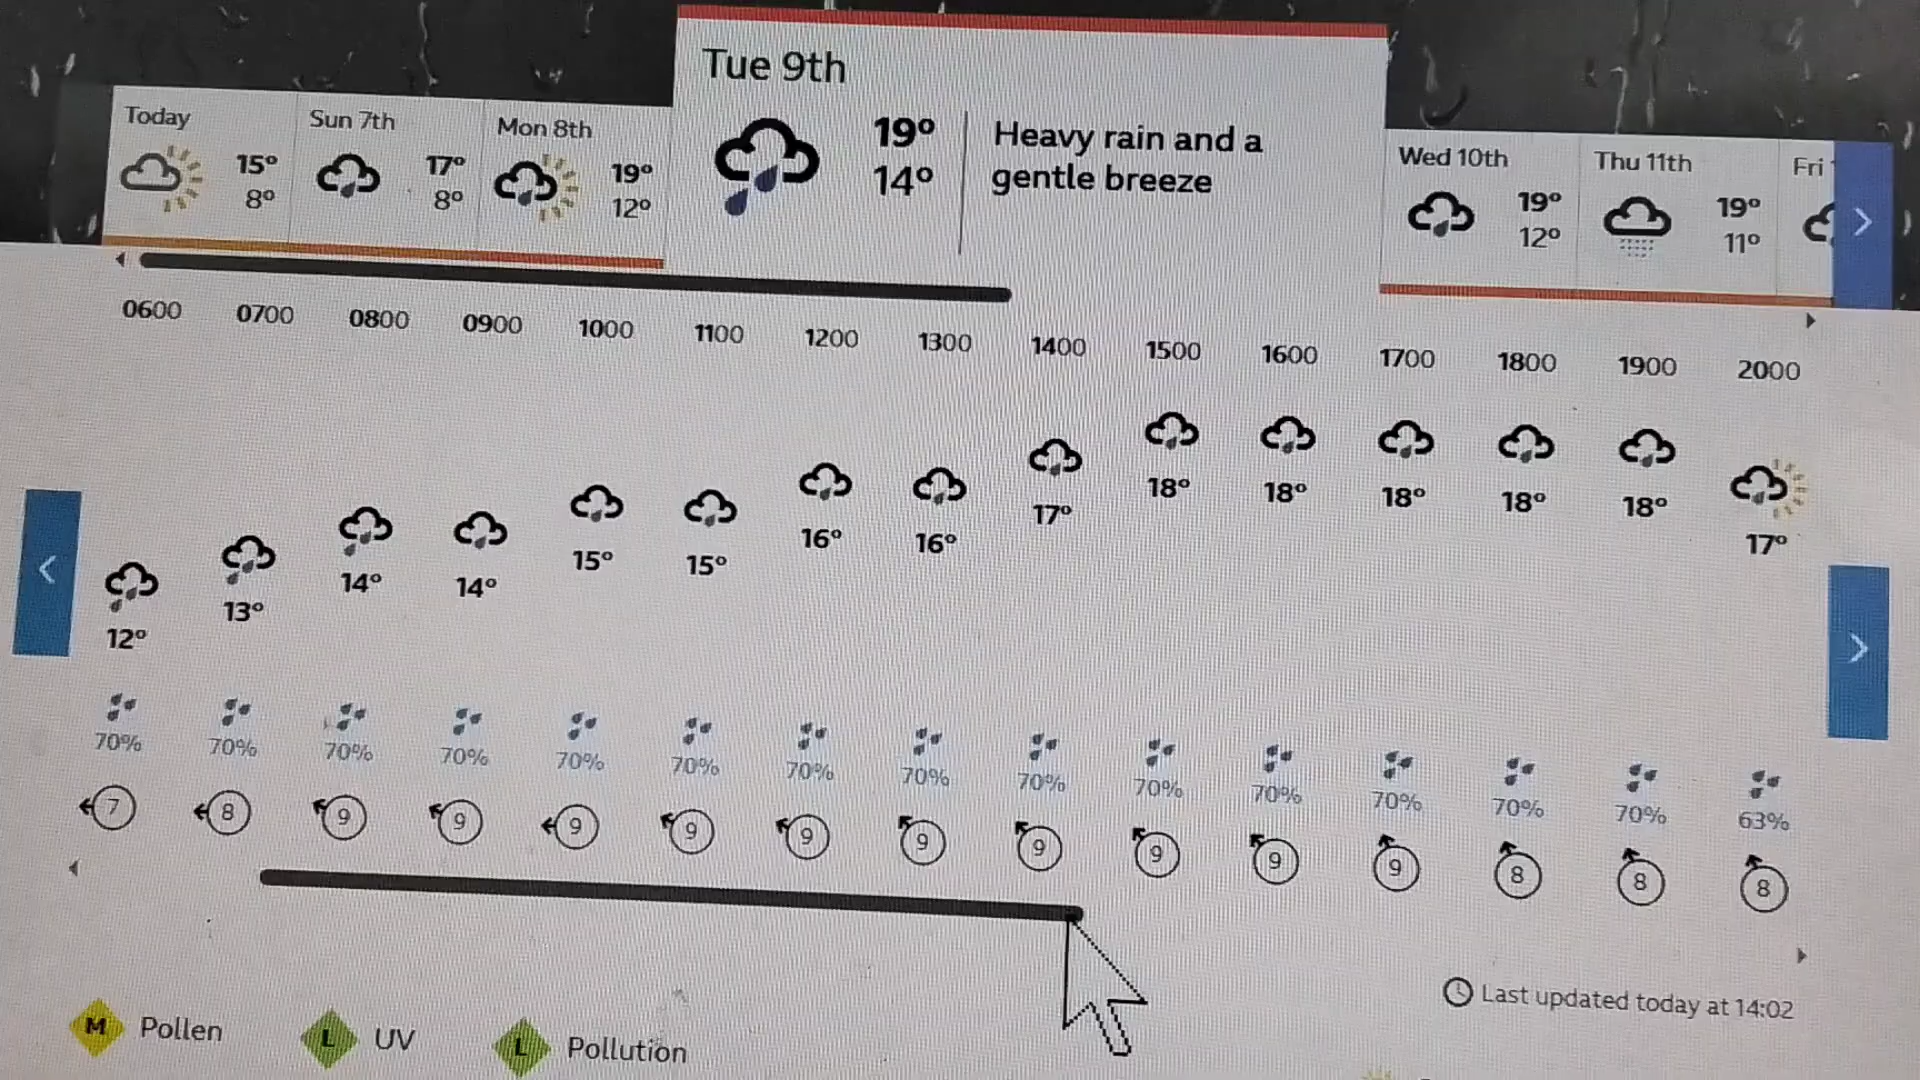 Tue 9th
19°
14°
Heavy rain and a
gentle breeze
Today
15°
8°
Sun 7th
17°
8°
Mon 8th
19°
12°
Wed 10th
19°
12°
Thu 11th
19°
11°
Fri
0600 0700 0800 0900 1000 1100 1200 1300 1400 1500 1600 1700 1800 1900 2000
12° 13° 14° 14° 15° 15° 16° 16° 17° 18° 18° 18° 18° 18° 17°
70% 70% 70% 70% 70% 70% 70% 70% 70% 70% 70% 70% 70% 70% 63%
7 8 9 9 9 9 9 9 9 9 9 9 8 8 8
Last updated today at 14:02
M Pollen L UV L Pollution